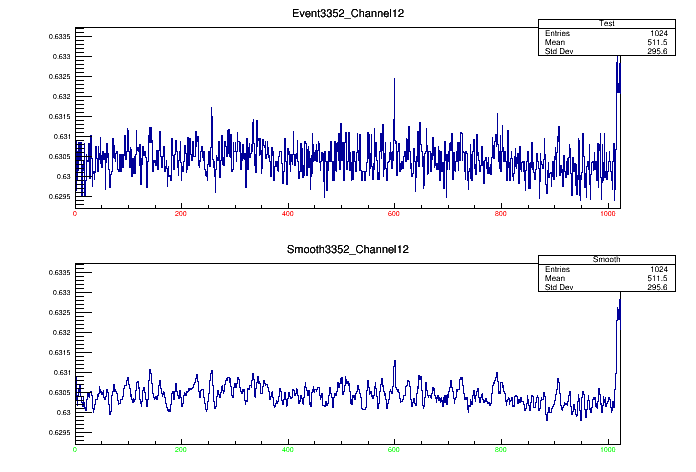 Event3352_Channel12
Test
Entries 1024
Mean 511.5
Std Dev 295.6
0.6335
0.633
0.6325
0.632
0.6315
0.631
0.6305
0.63
0.6295
0 200 400 600 800 1000
Smooth3352_Channel12
Smooth
Entries 1024
Mean 511.5
Std Dev 295.6
0.6335
0.633
0.6325
0.632
0.6315
0.631
0.6305
0.63
0.6295
0 200 400 600 800 1000